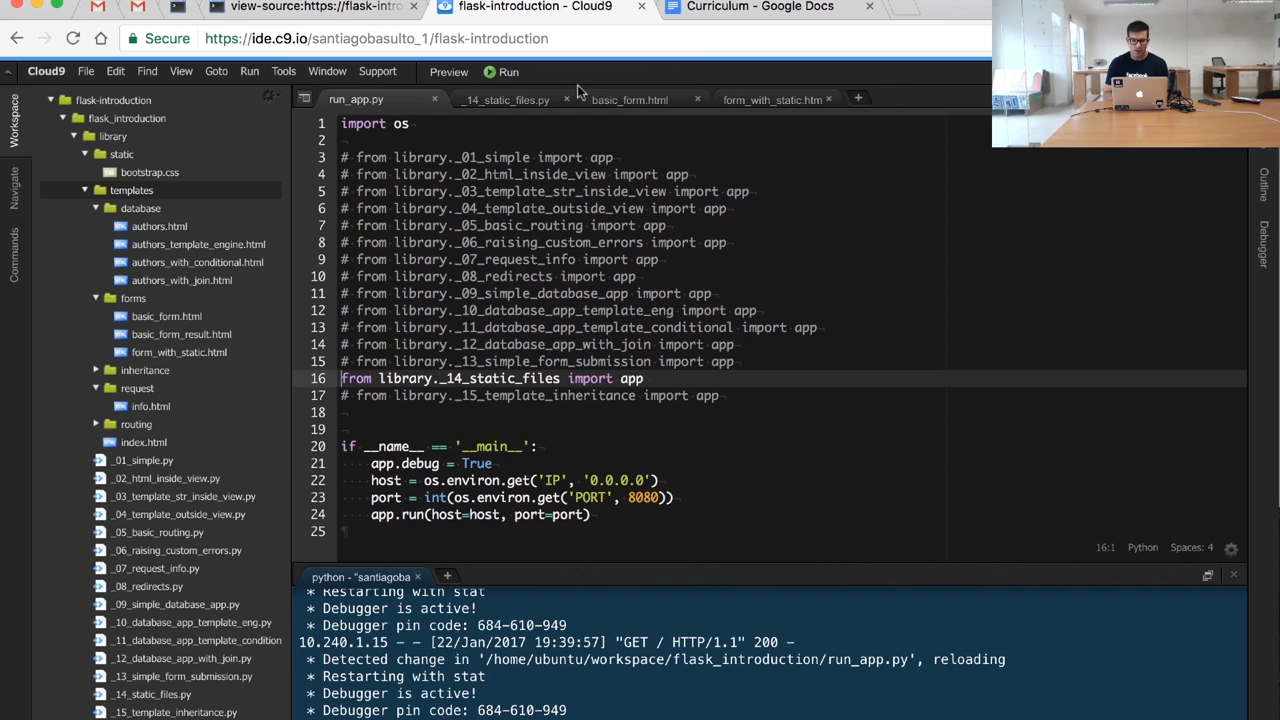 view-source:https://flask-intro
flask-introduction - Cloud9
Curriculum - Google Docs
Secure
https://ide.c9.io/santiagobasulto_1/flask-introduction
Cloud9 File Edit Find View Goto Run Tools Window Support Preview Run
Workspace
Navigate
Commands
Outline
Debugger
flask-introduction
flask_introduction
library
static
bootstrap.css
templates
database
authors.html
authors_template_engine.html
authors_with_conditional.html
authors_with_join.html
forms
basic_form.html
basic_form_result.html
form_with_static.html
inheritance
request
info.html
routing
index.html
_01_simple.py
_02_html_inside_view.py
_03_template_str_inside_view.py
_04_template_outside_view.py
_05_basic_routing.py
_06_raising_custom_errors.py
_07_request_info.py
_08_redirects.py
_09_simple_database_app.py
_10_database_app_template_eng.py
_11_database_app_template_condition
_12_database_app_with_join.py
_13_simple_form_submission.py
_14_static_files.py
_15_template_inheritance.py
run_app.py
_14_static_files.py
basic_form.html
form_with_static.htm
1 import os
2
3 # from library._01_simple import app
4 # from library._02_html_inside_view import app
5 # from library._03_template_str_inside_view import app
6 # from library._04_template_outside_view import app
7 # from library._05_basic_routing import app
8 # from library._06_raising_custom_errors import app
9 # from library._07_request_info import app
10 # from library._08_redirects import app
11 # from library._09_simple_database_app import app
12 # from library._10_database_app_template_eng import app
13 # from library._11_database_app_template_conditional import app
14 # from library._12_database_app_with_join import app
15 # from library._13_simple_form_submission import app
16 from library._14_static_files import app
17 # from library._15_template_inheritance import app
18
19
20 if __name__ == '__main__':
21 app.debug = True
22 host = os.environ.get('IP', '0.0.0.0')
23 port = int(os.environ.get('PORT', 8080))
24 app.run(host=host, port=port)
25
16:1 Python Spaces: 4
python - "santiagoba
* Restarting with stat
* Debugger is active!
* Debugger pin code: 684-610-949
10.240.1.15 - - [22/Jan/2017 19:39:57] "GET / HTTP/1.1" 200 -
* Detected change in '/home/ubuntu/workspace/flask_introduction/run_app.py', reloading
* Restarting with stat
* Debugger is active!
* Debugger pin code: 684-610-949